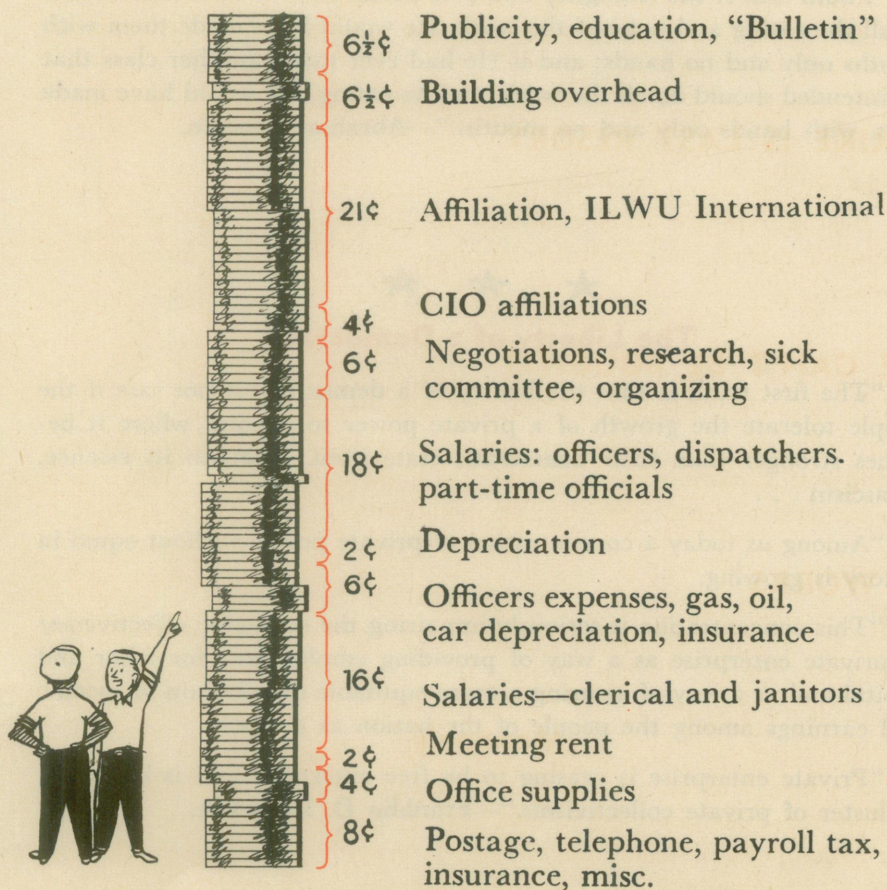 6½¢ Publicity, education, “Bulletin”
6½¢ Building overhead
21¢ Affiliation, ILWU International
4¢ CIO affiliations
6¢ Negotiations, research, sick
committee, organizing
18¢ Salaries: officers, dispatchers.
part-time officials
2¢ Depreciation
6¢ Officers expenses, gas, oil,
car depreciation, insurance
16¢ Salaries—clerical and janitors
2¢ Meeting rent
4¢ Office supplies
8¢ Postage, telephone, payroll tax,
insurance, misc.